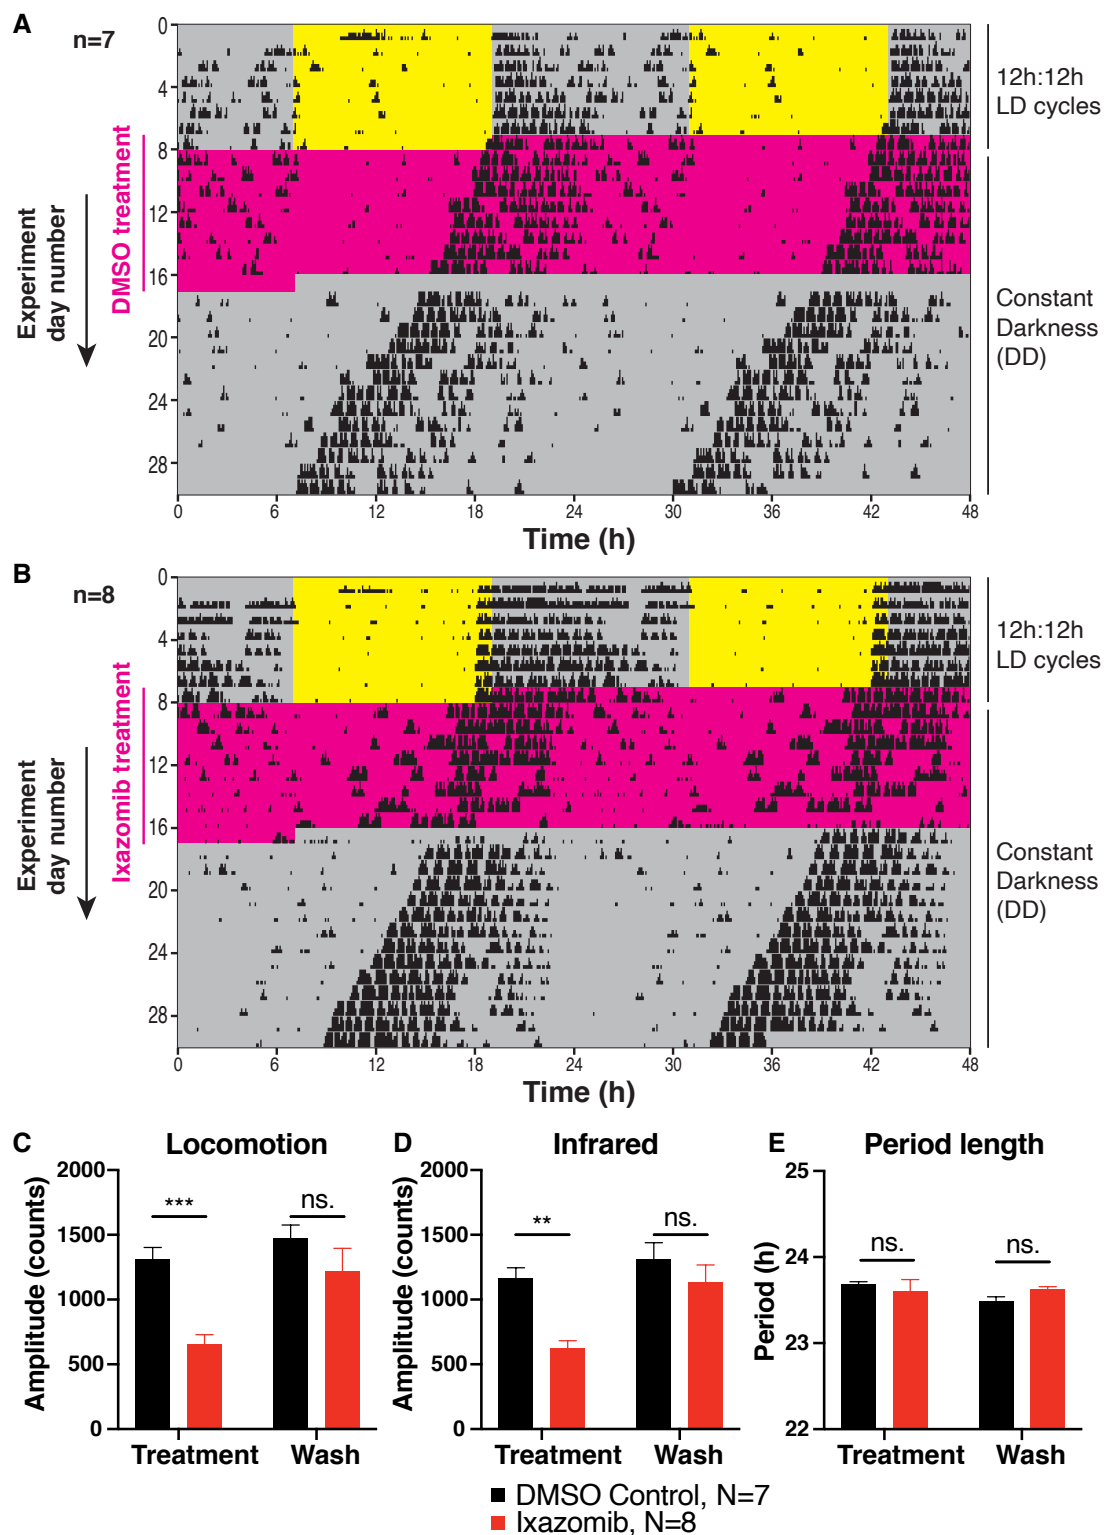 A
n=7
0
4
8
12
16
20
24
28
DMSO treatment
Experiment
day number
12h:12h
LD cycles
Constant
Darkness
(DD)
0 6 12 18 24 30 36 42 48
Time (h)
B
n=8
0
4
8
12
16
20
24
28
Ixazomib treatment
Experiment
day number
12h:12h
LD cycles
Constant
Darkness
(DD)
0 6 12 18 24 30 36 42 48
Time (h)
C Locomotion
Amplitude (counts)
2000
1500
1000
500
0
*** ns.
Treatment Wash
D Infrared
Amplitude (counts)
2000
1500
1000
500
0
** ns.
Treatment Wash
E Period length
Period (h)
25
24
23
22
ns. ns.
Treatment Wash
DMSO Control, N=7
Ixazomib, N=8